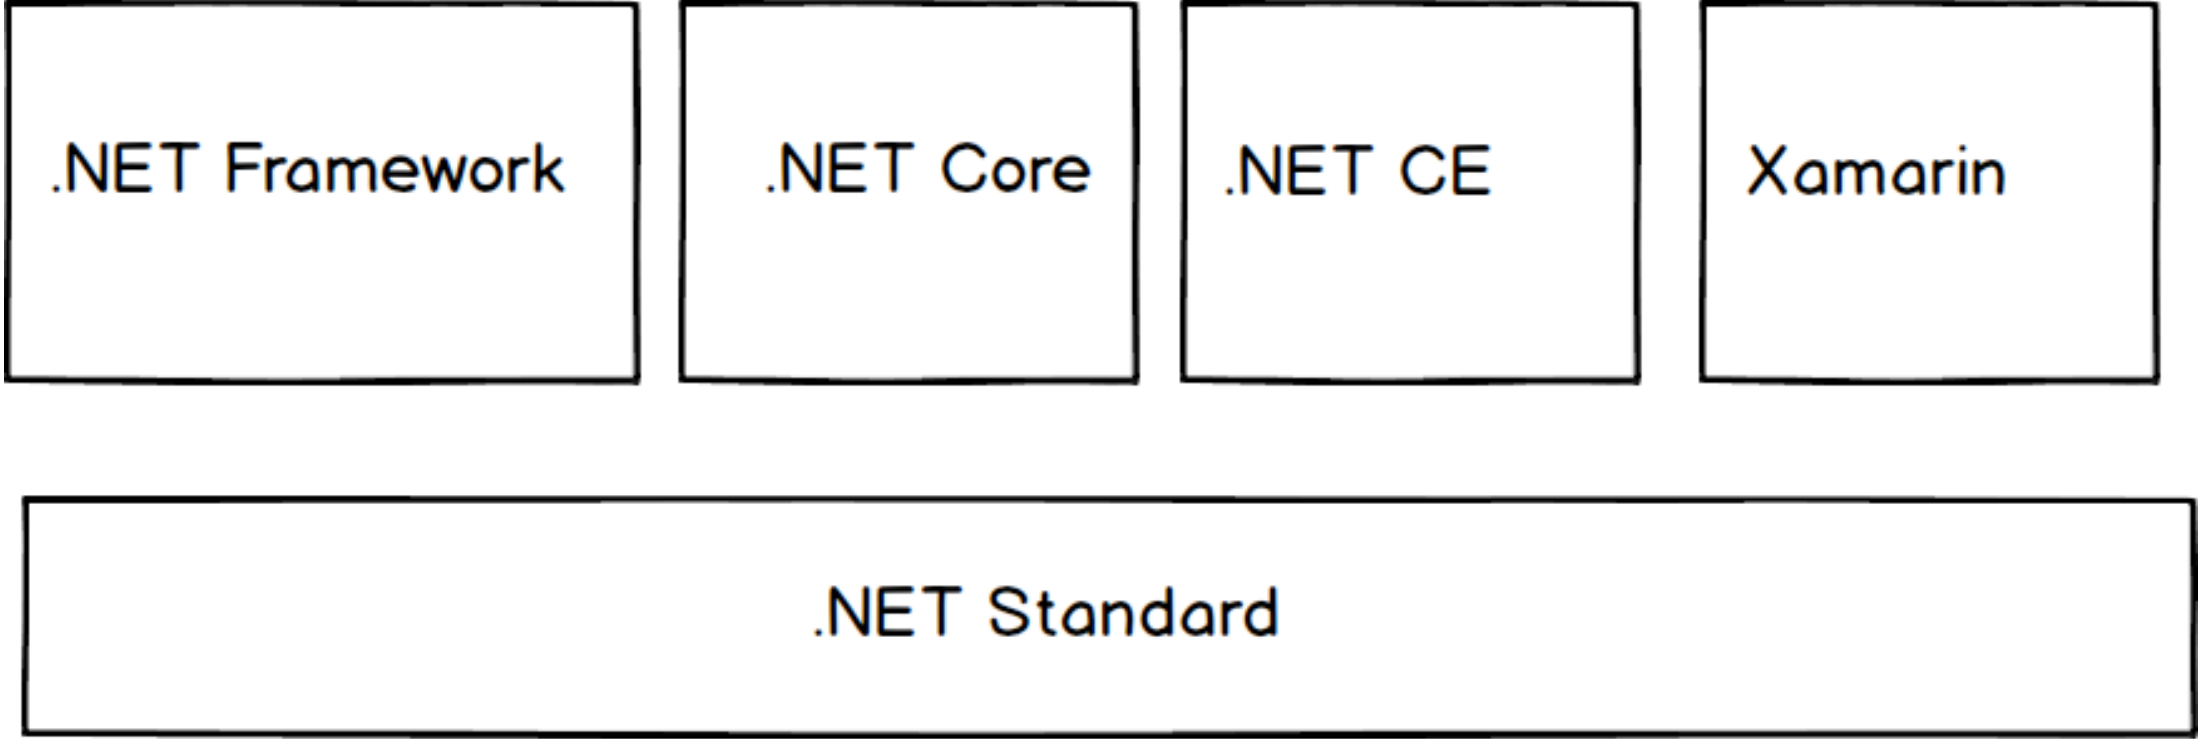 .NET Framework
.NET Core
.NET CE
Xamarin
.NET Standard